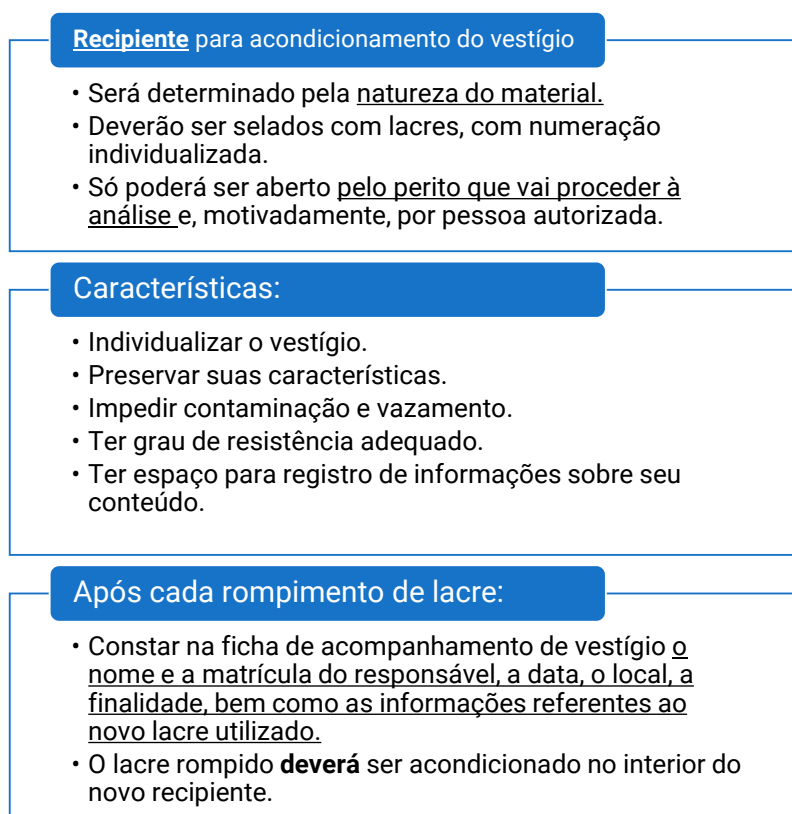 Recipiente para acondicionamento do vestígio
• Será determinado pela natureza do material.
• Deverão ser selados com lacres, com numeração
individualizada.
• Só poderá ser aberto pelo perito que vai proceder à
análise e, motivadamente, por pessoa autorizada.
Características:
• Individualizar o vestígio.
• Preservar suas características.
• Impedir contaminação e vazamento.
• Ter grau de resistência adequado.
• Ter espaço para registro de informações sobre seu
conteúdo.
Após cada rompimento de lacre:
• Constar na ficha de acompanhamento de vestígio o
nome e a matrícula do responsável, a data, o local, a
finalidade, bem como as informações referentes ao
novo lacre utilizado.
• O lacre rompido deverá ser acondicionado no interior do
novo recipiente.